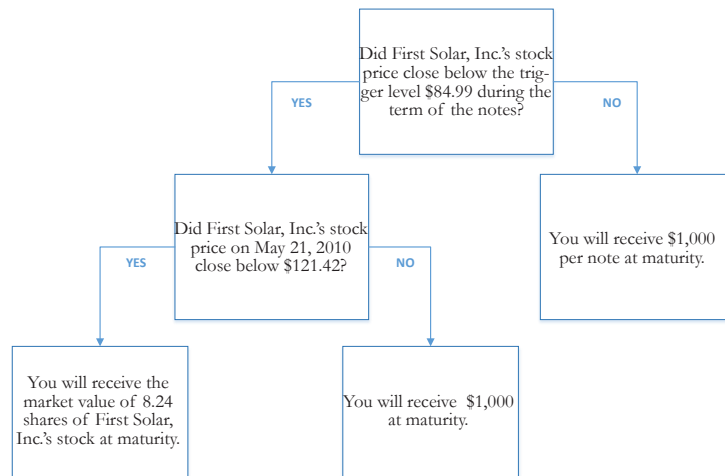 Did First Solar, Inc.'s stock
price close below the trig-
ger level $84.99 during the
term of the notes?
YES
NO
Did First Solar, Inc.'s stock
price on May 21, 2010
close below $121.42?
You will receive $1,000
per note at maturity.
YES
NO
You will receive the
market value of 8.24
shares of First Solar,
Inc.'s stock at maturity.
You will receive $1,000
at maturity.